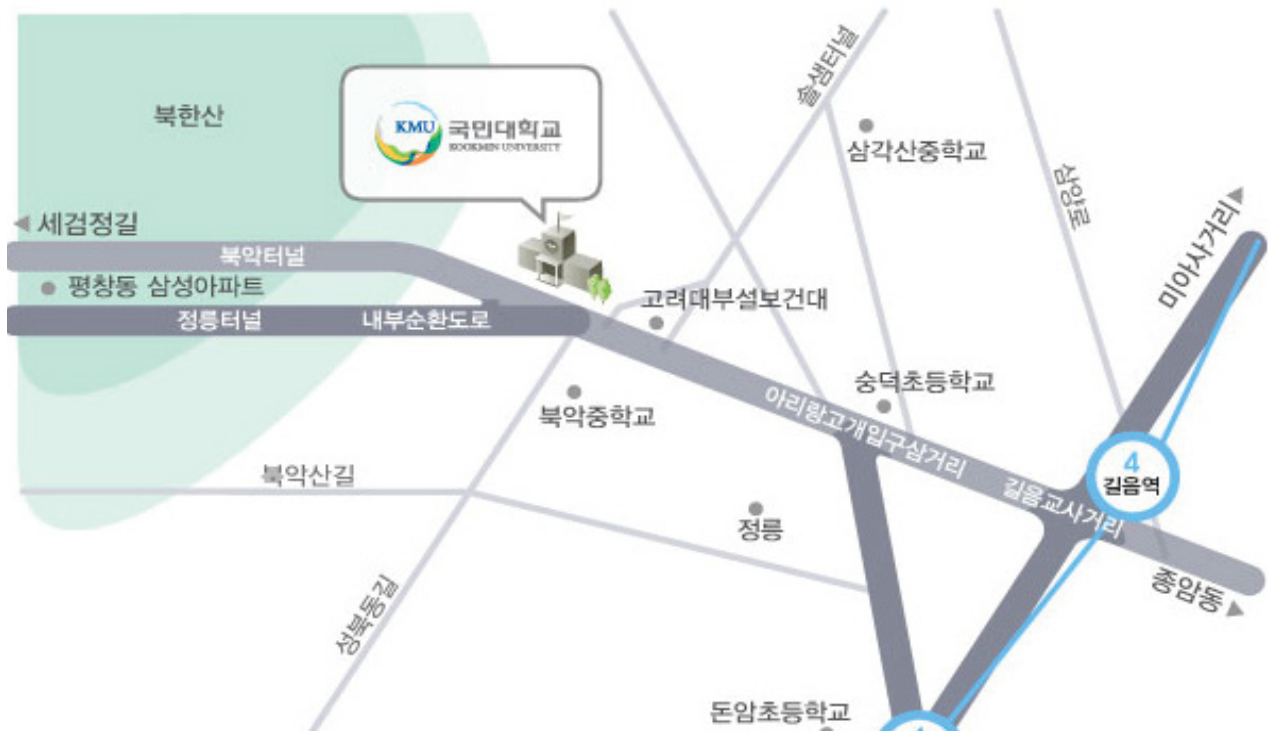 솔샘터널
북한산
KMU 국민대학교
KOOKMIN UNIVERSITY
삼각산중학교
삼양로
세검정길
북악터널
미아사거리
평창동 삼성아파트
고려대부설보건대
정릉터널 내부순환도로
숭덕초등학교
아리랑고개입구삼거리
북악중학교
4
길음역
북악산길
길음교사거리
정릉
종암동
성북동길
돈암초등학교